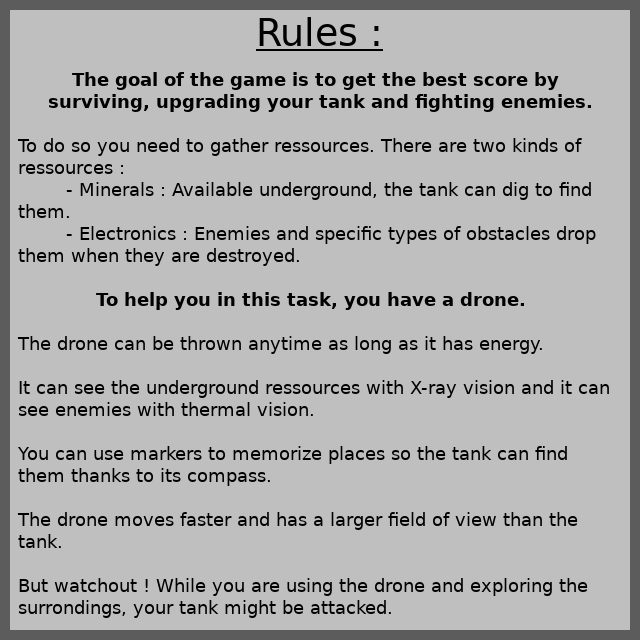 Rules :
The goal of the game is to get the best score by
surviving, upgrading your tank and fighting enemies.
To do so you need to gather ressources. There are two kinds of
ressources :
- Minerals : Available underground, the tank can dig to find
them.
- Electronics : Enemies and specific types of obstacles drop
them when they are destroyed.
To help you in this task, you have a drone.
The drone can be thrown anytime as long as it has energy.
It can see the underground ressources with X-ray vision and it can
see enemies with thermal vision.
You can use markers to memorize places so the tank can find
them thanks to its compass.
The drone moves faster and has a larger field of view than the
tank.
But watchout ! While you are using the drone and exploring the
surrondings, your tank might be attacked.